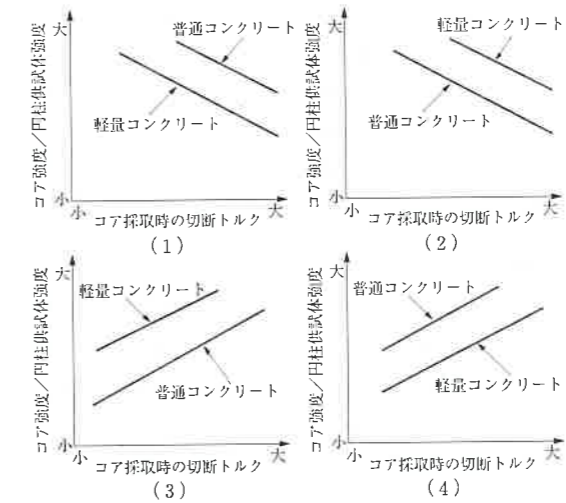 コア強度／円柱供試体強度
大
普通コンクリート
軽量コンクリート
小
小
コア採取時の切断トルク
大
(1)
コア強度／円柱供試体強度
大
軽量コンクリート
普通コンクリート
小
小
コア採取時の切断トルク
大
(2)
コア強度／円柱供試体強度
大
軽量コンクリート
普通コンクリート
小
小
コア採取時の切断トルク
大
(3)
コア強度／円柱供試体強度
大
普通コンクリート
軽量コンクリート
小
小
コア採取時の切断トルク
大
(4)